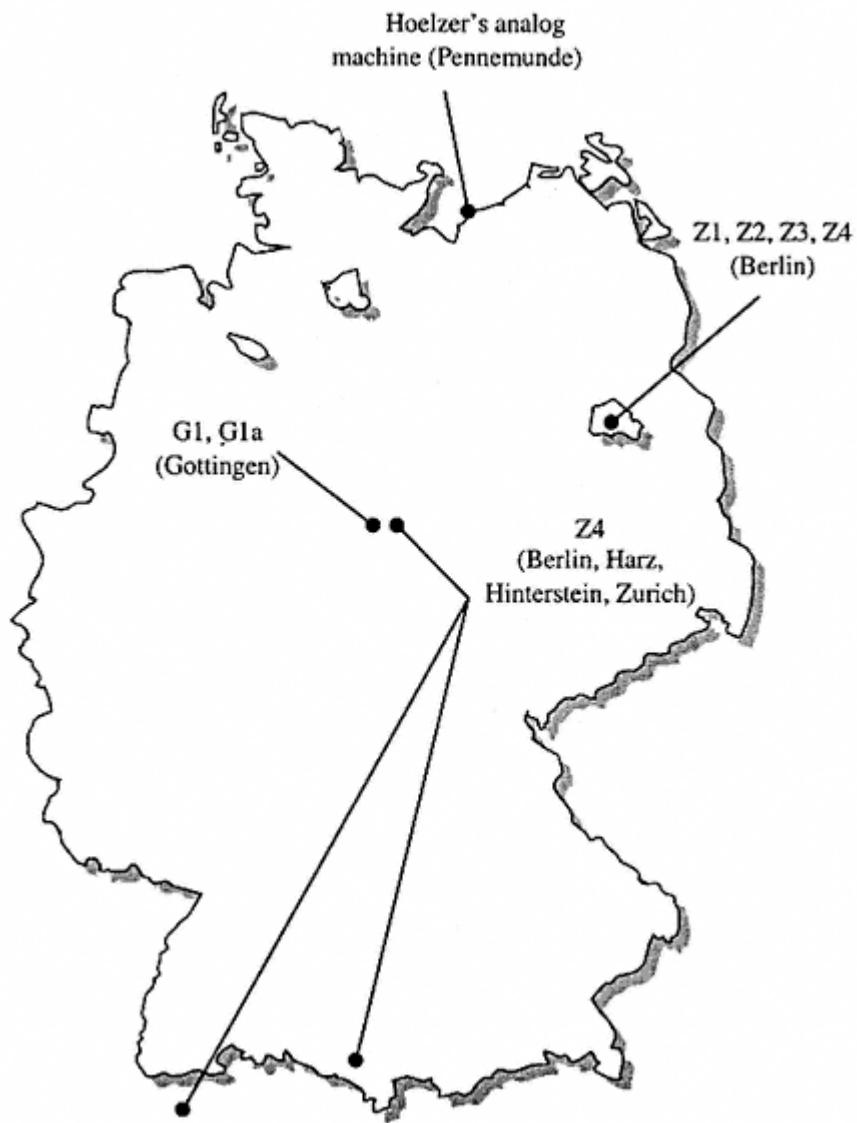 Hoelzer's analog
machine (Pennemunde)
Z1, Z2, Z3, Z4
(Berlin)
G1, G1a
(Gottingen)
Z4
(Berlin, Harz,
Hinterstein, Zurich)